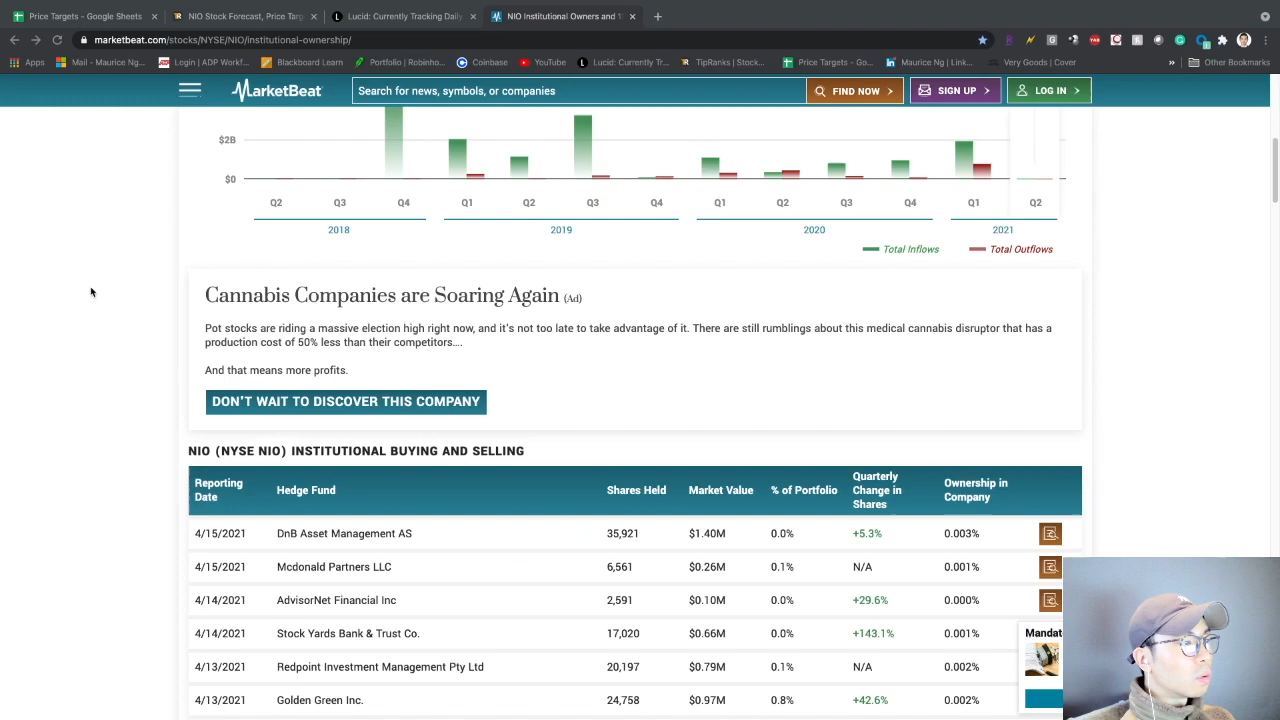 Price Targets - Google Sheets
NIO Stock Forecast, Price Targ
Lucid: Currently Tracking Daily
NIO Institutional Owners and 1
marketbeat.com/stocks/NYSE/NIO/institutional-ownership/
Apps
Mail - Maurice Ng...
Login | ADP Workf...
Blackboard Learn
Portfolio | Robinho...
Coinbase
YouTube
Lucid: Currently Tr...
TipRanks | Stock...
Price Targets - Go...
Maurice Ng | Link...
Very Goods | Cover
»
Other Bookmarks
MarketBeat
Search for news, symbols, or companies
FIND NOW
SIGN UP
LOG IN
$2B
$0
Q2 Q3 Q4 Q1 Q2 Q3 Q4 Q1 Q2 Q3 Q4 Q1 Q2
2018 2019 2020 2021
Total Inflows Total Outflows
Cannabis Companies are Soaring Again (Ad)
Pot stocks are riding a massive election high right now, and it's not too late to take advantage of it. There are still rumblings about this medical cannabis disruptor that has a
production cost of 50% less than their competitors....
And that means more profits.
DON'T WAIT TO DISCOVER THIS COMPANY
NIO (NYSE NIO) INSTITUTIONAL BUYING AND SELLING
Reporting Date Hedge Fund Shares Held Market Value % of Portfolio Quarterly Change in Shares Ownership in Company
4/15/2021 DnB Asset Management AS 35,921 $1.40M 0.0% +5.3% 0.003%
4/15/2021 Mcdonald Partners LLC 6,561 $0.26M 0.1% N/A 0.001%
4/14/2021 AdvisorNet Financial Inc 2,591 $0.10M 0.0% +29.6% 0.000%
4/14/2021 Stock Yards Bank & Trust Co. 17,020 $0.66M 0.0% +143.1% 0.001%
Mandat
4/13/2021 Redpoint Investment Management Pty Ltd 20,197 $0.79M 0.1% N/A 0.002%
4/13/2021 Golden Green Inc. 24,758 $0.97M 0.8% +42.6% 0.002%